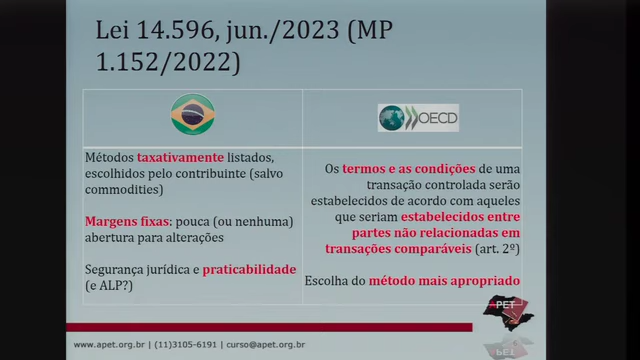 Lei 14.596, jun./2023 (MP
1.152/2022)
Métodos taxativamente listados,
escolhidos pelo contribuinte (salvo
commodities)
Margens fixas: pouca (ou nenhuma)
abertura para alterações
Segurança jurídica e praticabilidade
(e ALP?)
OECD
Os termos e as condições de uma
transação controlada serão
estabelecidos de acordo com aqueles
que seriam estabelecidos entre
partes não relacionadas em
transações comparáveis (art. 2º)
Escolha do método mais apropriado
APET
www.apet.org.br | (11)3105-6191 | curso@apet.org.br